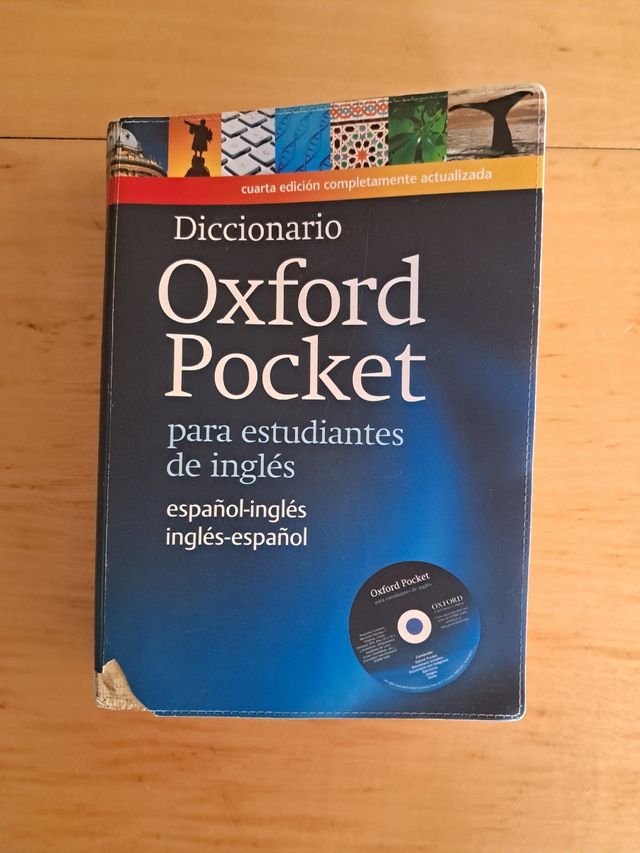 cuarta edición completamente actualizada
Diccionario
Oxford
Pocket
para estudiantes
de inglés
español-inglés
inglés-español
Oxford Pocket
para estudiantes de inglés
OXFORD
Contenido